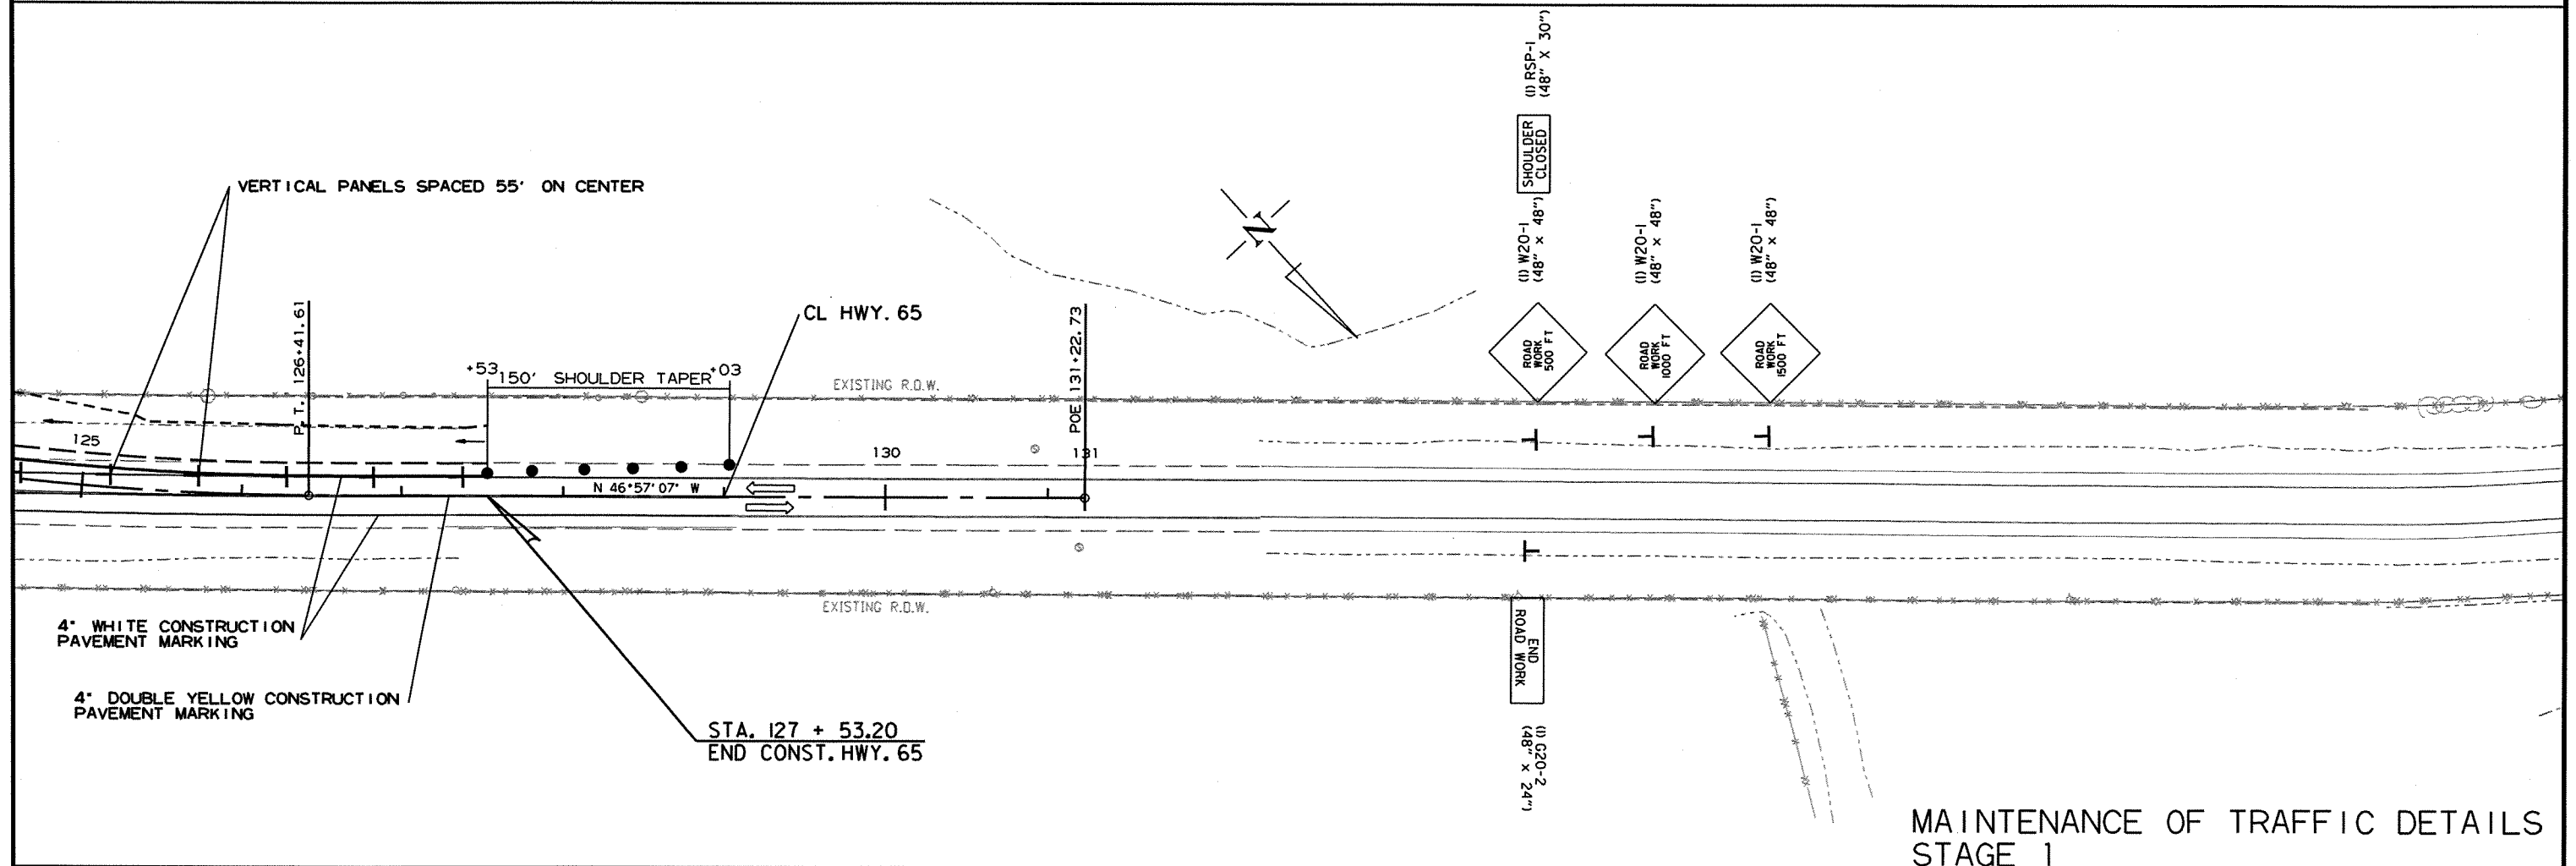 (1) RSP-1
(48" X 30")
SHOULDER
CLOSED
VERTICAL PANELS SPACED 55' ON CENTER
(1) W20-1
(48" × 48")
(1) W20-1
(48" × 48")
(1) W20-1
(48" × 48")
N
P.T. 126+41.61
CL HWY. 65
POE 131+22.73
ROAD
WORK
500 FT
ROAD
WORK
1000 FT
ROAD
WORK
1500 FT
+53
150' SHOULDER TAPER
+03
EXISTING R.O.W.
125
130
131
N 46°57'07" W
EXISTING R.O.W.
4" WHITE CONSTRUCTION
PAVEMENT MARKING
END
ROAD WORK
4" DOUBLE YELLOW CONSTRUCTION
PAVEMENT MARKING
STA. 127 + 53.20
END CONST. HWY. 65
(1) G20-2
(48" × 24")
MAINTENANCE OF TRAFFIC DETAILS
STAGE 1